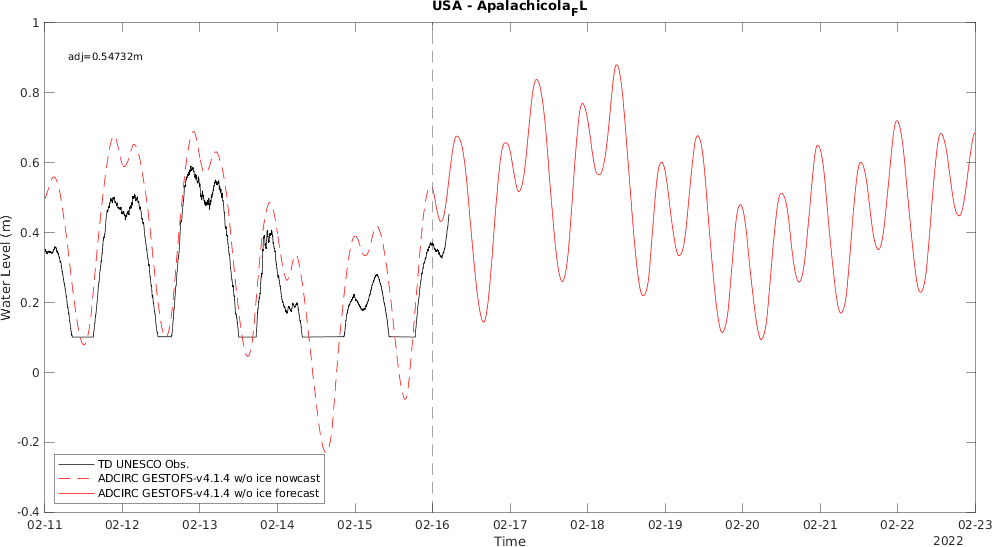 USA - Apalachicola_FL
1
adj=0.54732m
0.8
0.6
0.4
0.2
0
-0.2
-0.4
Water Level (m)
TD UNESCO Obs.
ADCIRC GESTOFS-v4.1.4 w/o ice nowcast
ADCIRC GESTOFS-v4.1.4 w/o ice forecast
02-11 02-12 02-13 02-14 02-15 02-16 02-17 02-18 02-19 02-20 02-21 02-22 02-23
Time
2022